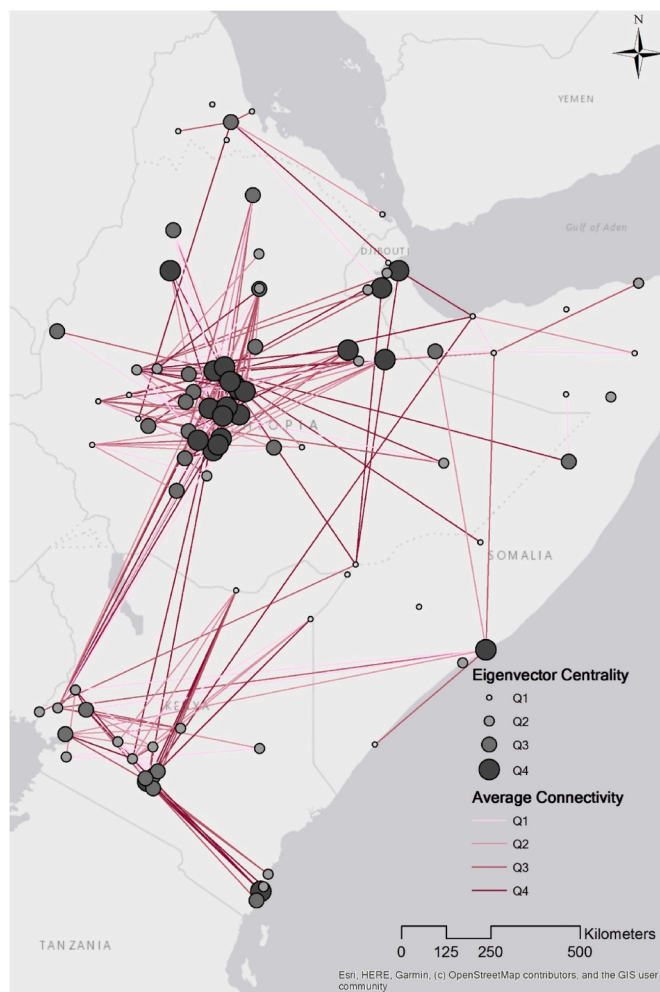 N
YEMEN
Gulf of Aden
DJIBOUTI
OPIA
SOMALIA
Eigenvector Centrality
Q1
Q2
Q3
Q4
KENYA
Average Connectivity
Q1
Q2
Q3
Q4
Kilometers
0 125 250 500
TANZANIA
Esri, HERE, Garmin, (c) OpenStreetMap contributors, and the GIS user
community